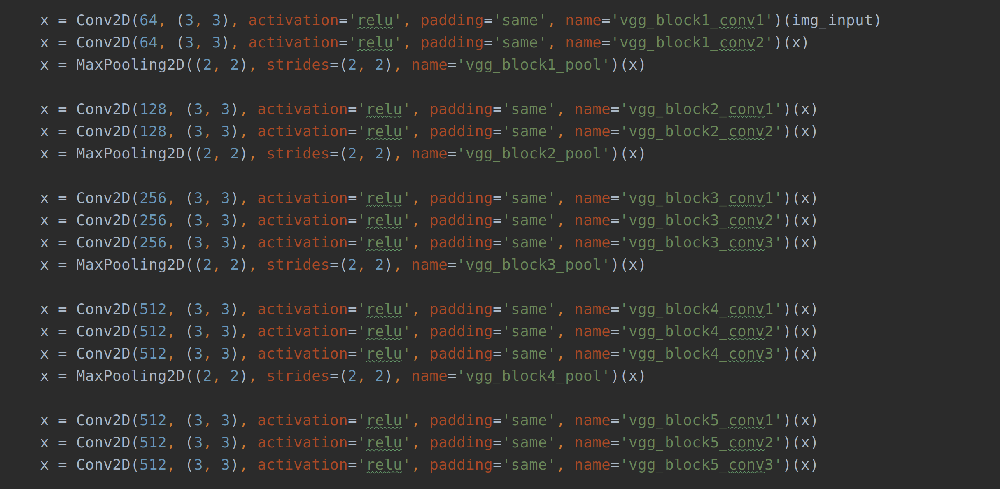 x = Conv2D(64, (3, 3), activation='relu', padding='same', name='vgg_block1_conv1')(img_input)
x = Conv2D(64, (3, 3), activation='relu', padding='same', name='vgg_block1_conv2')(x)
x = MaxPooling2D((2, 2), strides=(2, 2), name='vgg_block1_pool')(x)
x = Conv2D(128, (3, 3), activation='relu', padding='same', name='vgg_block2_conv1')(x)
x = Conv2D(128, (3, 3), activation='relu', padding='same', name='vgg_block2_conv2')(x)
x = MaxPooling2D((2, 2), strides=(2, 2), name='vgg_block2_pool')(x)
x = Conv2D(256, (3, 3), activation='relu', padding='same', name='vgg_block3_conv1')(x)
x = Conv2D(256, (3, 3), activation='relu', padding='same', name='vgg_block3_conv2')(x)
x = Conv2D(256, (3, 3), activation='relu', padding='same', name='vgg_block3_conv3')(x)
x = MaxPooling2D((2, 2), strides=(2, 2), name='vgg_block3_pool')(x)
x = Conv2D(512, (3, 3), activation='relu', padding='same', name='vgg_block4_conv1')(x)
x = Conv2D(512, (3, 3), activation='relu', padding='same', name='vgg_block4_conv2')(x)
x = Conv2D(512, (3, 3), activation='relu', padding='same', name='vgg_block4_conv3')(x)
x = MaxPooling2D((2, 2), strides=(2, 2), name='vgg_block4_pool')(x)
x = Conv2D(512, (3, 3), activation='relu', padding='same', name='vgg_block5_conv1')(x)
x = Conv2D(512, (3, 3), activation='relu', padding='same', name='vgg_block5_conv2')(x)
x = Conv2D(512, (3, 3), activation='relu', padding='same', name='vgg_block5_conv3')(x)